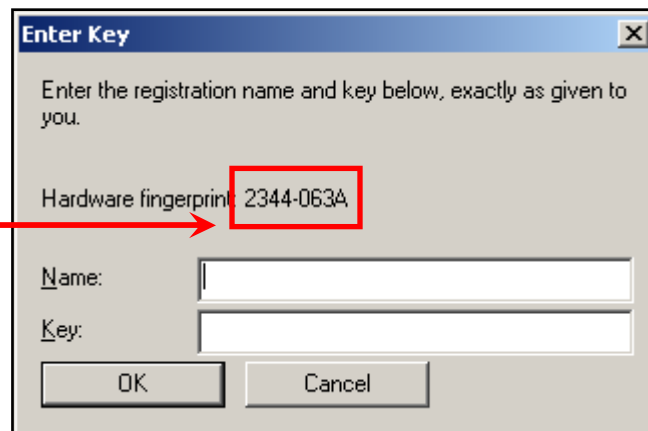 Enter Key
Enter the registration name and key below, exactly as given to
you.
Hardware fingerprint: 2344-063A
Name:
Key:
OK Cancel